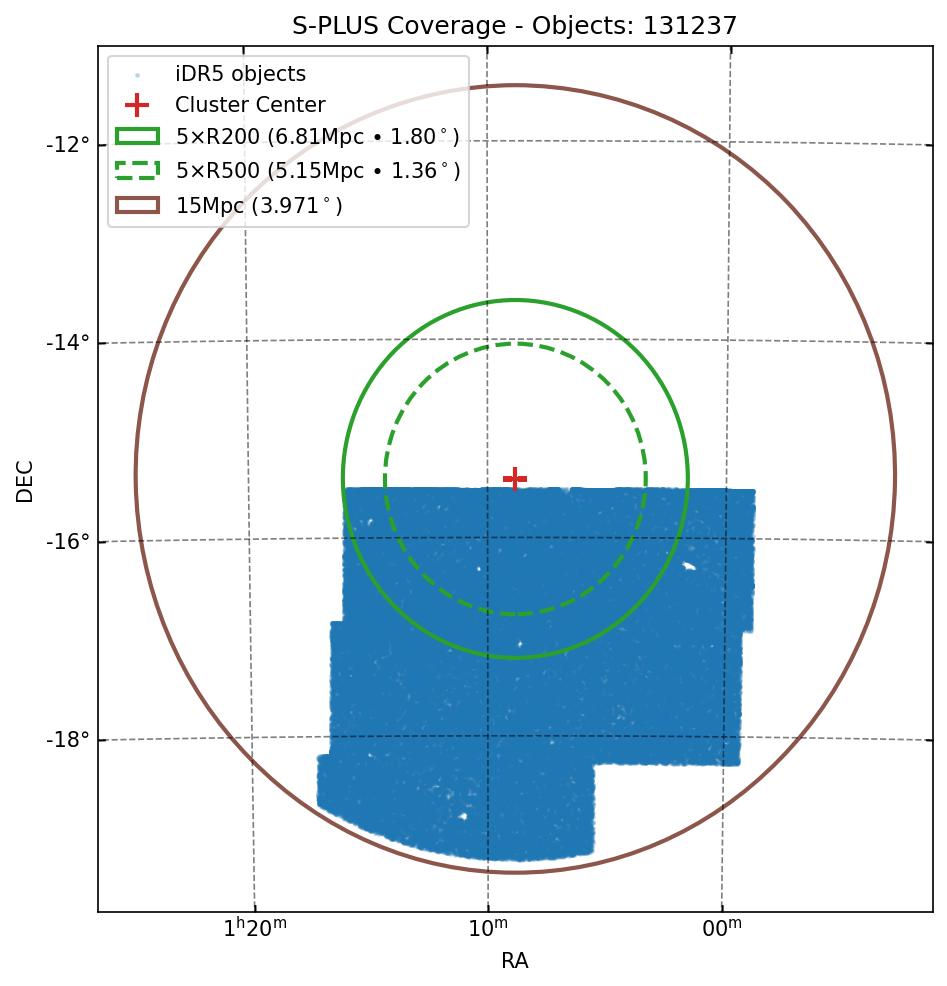 S-PLUS Coverage - Objects: 131237
iDR5 objects
Cluster Center
5×R200 (6.81Mpc • 1.80°)
5×R500 (5.15Mpc • 1.36°)
15Mpc (3.971°)
-12°
-14°
-16°
-18°
DEC
1ʰ20ᵐ 10ᵐ 00ᵐ
RA